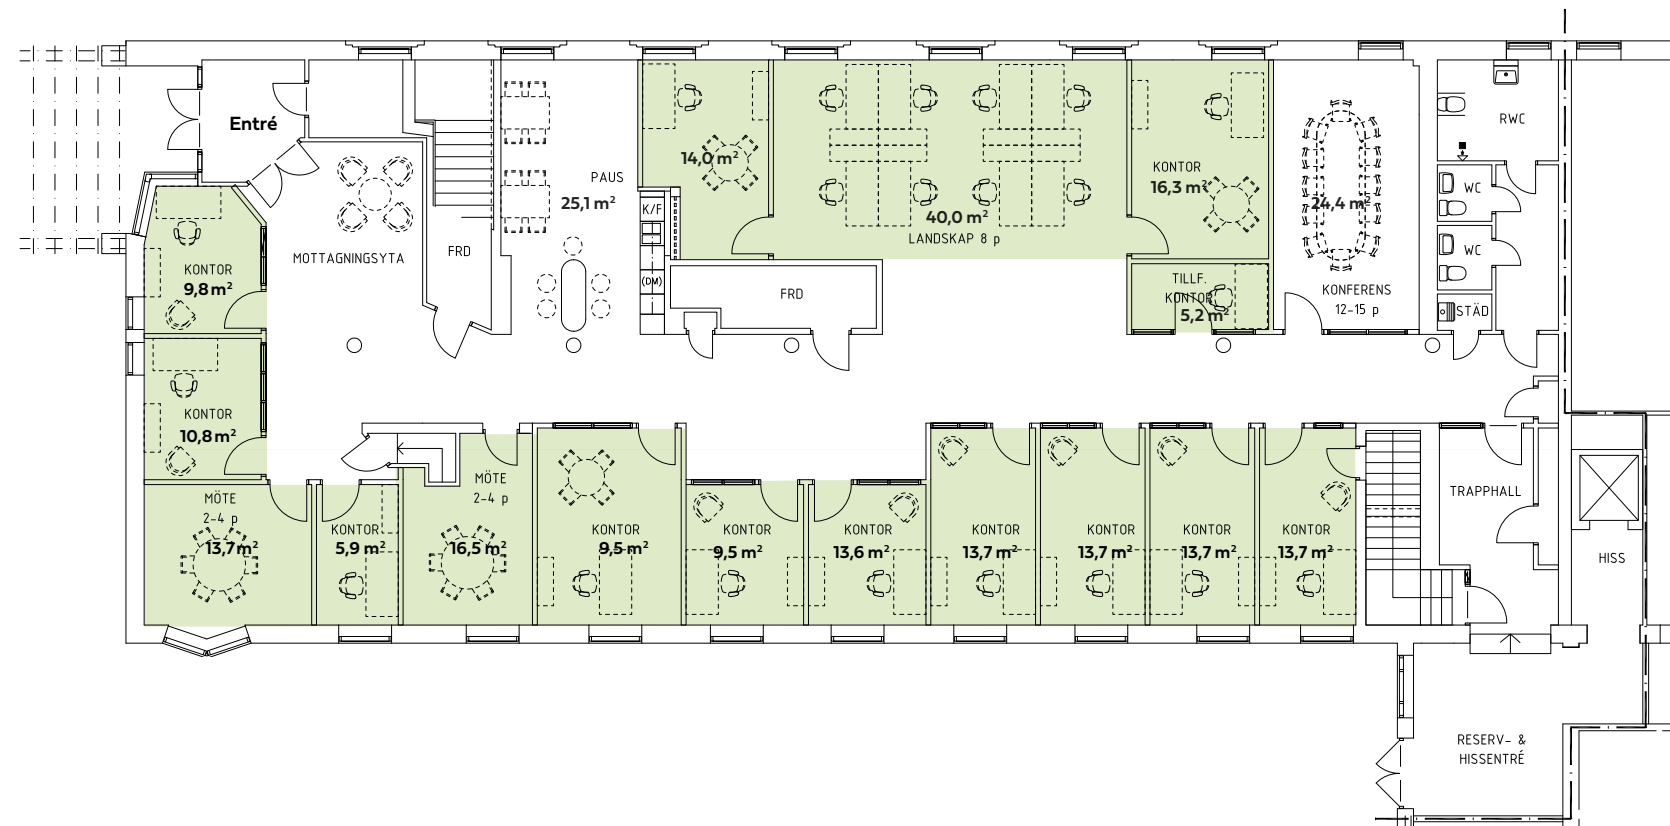 Entré
RWC
14,0 m²
PAUS
25,1 m²
KONTOR
16,3 m²
WC
24,4 m²
K/F
40,0 m²
LANDSKAP 8 p
MOTTAGNINGSYTA
FRD
WC
KONTOR
9,8 m²
(DM)
FRD
TILLF.
KONTOR
5,2 m²
KONFERENS
12-15 p
STÄD
KONTOR
10,8 m²
MÖTE
2-4 p
13,7 m²
KONTOR
5,9 m²
MÖTE
2-4 p
16,5 m²
KONTOR
9,5 m²
KONTOR
9,5 m²
KONTOR
13,6 m²
KONTOR
13,7 m²
KONTOR
13,7 m²
KONTOR
13,7 m²
KONTOR
13,7 m²
TRAPPHALL
HISS
RESERV- &
HISSENTRÉ